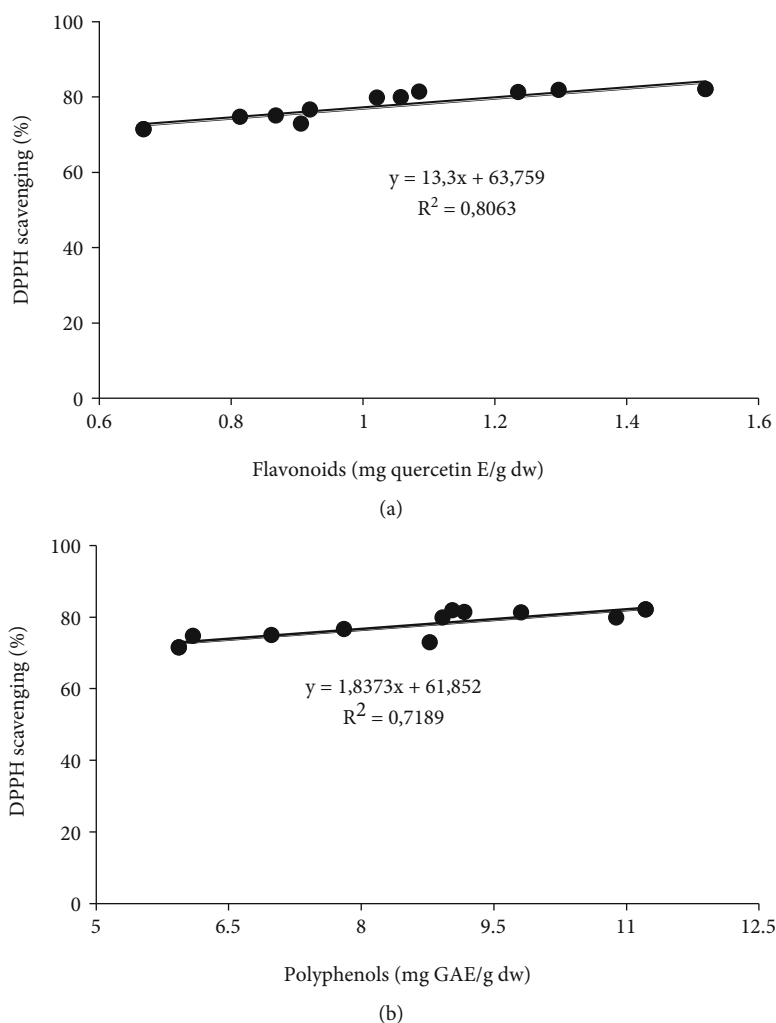 100
80
60
40
20
0
DPPH scavenging (%)
y = 13,3x + 63,759
R² = 0,8063
0.6 0.8 1 1.2 1.4 1.6
Flavonoids (mg quercetin E/g dw)
(a)
100
80
60
40
20
0
DPPH scavenging (%)
y = 1,8373x + 61,852
R² = 0,7189
5 6.5 8 9.5 11 12.5
Polyphenols (mg GAE/g dw)
(b)